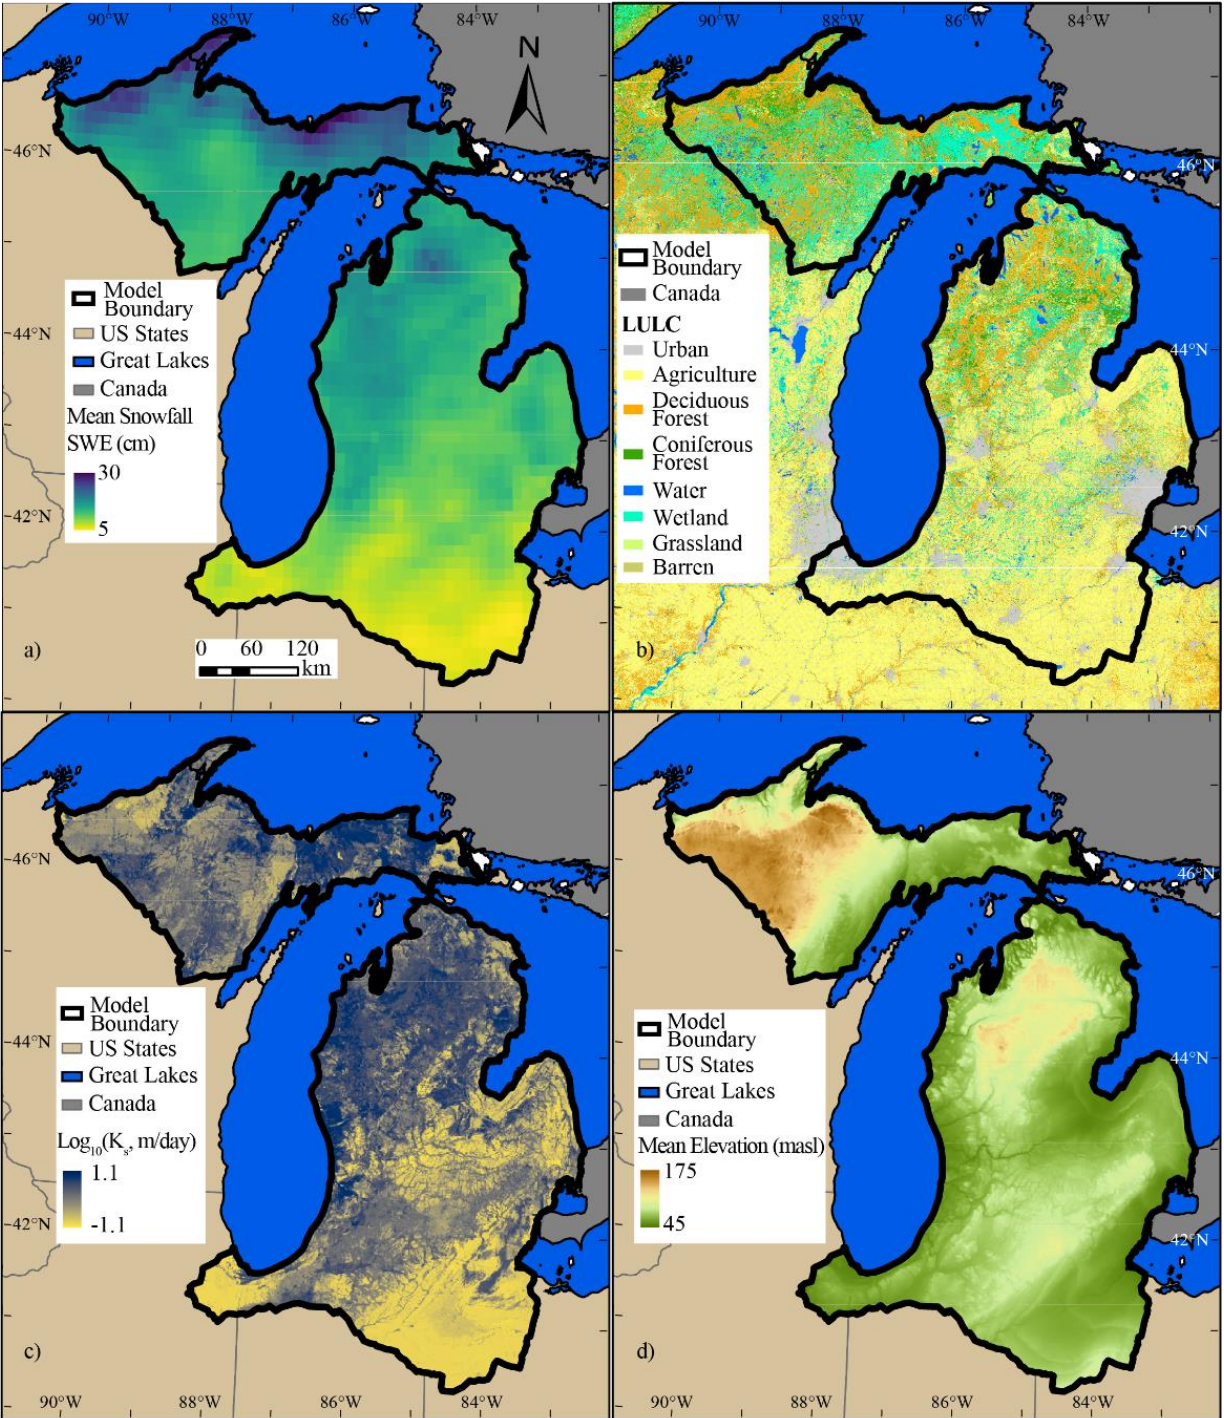 88°W 86°W 84°W
N
46°N
44°N
42°N
Model
Boundary
US States
Great Lakes
Canada
Mean Snowfall
SWE (cm)
30
5
0 60 120
km
a)
90°W 88°W 86°W 84°W
46°N
44°N
42°N
Model
Boundary
Canada
LULC
Urban
Agriculture
Deciduous
Forest
Coniferous
Forest
Water
Wetland
Grassland
Barren
b)
46°N
44°N
42°N
Model
Boundary
US States
Great Lakes
Canada
Log₁₀(Kₛ, m/day)
1.1
-1.1
c)
90°W 88°W 86°W 84°W
46°N
44°N
42°N
Model
Boundary
US States
Great Lakes
Canada
Mean Elevation (masl)
175
45
d)
90°W 88°W 86°W 84°W